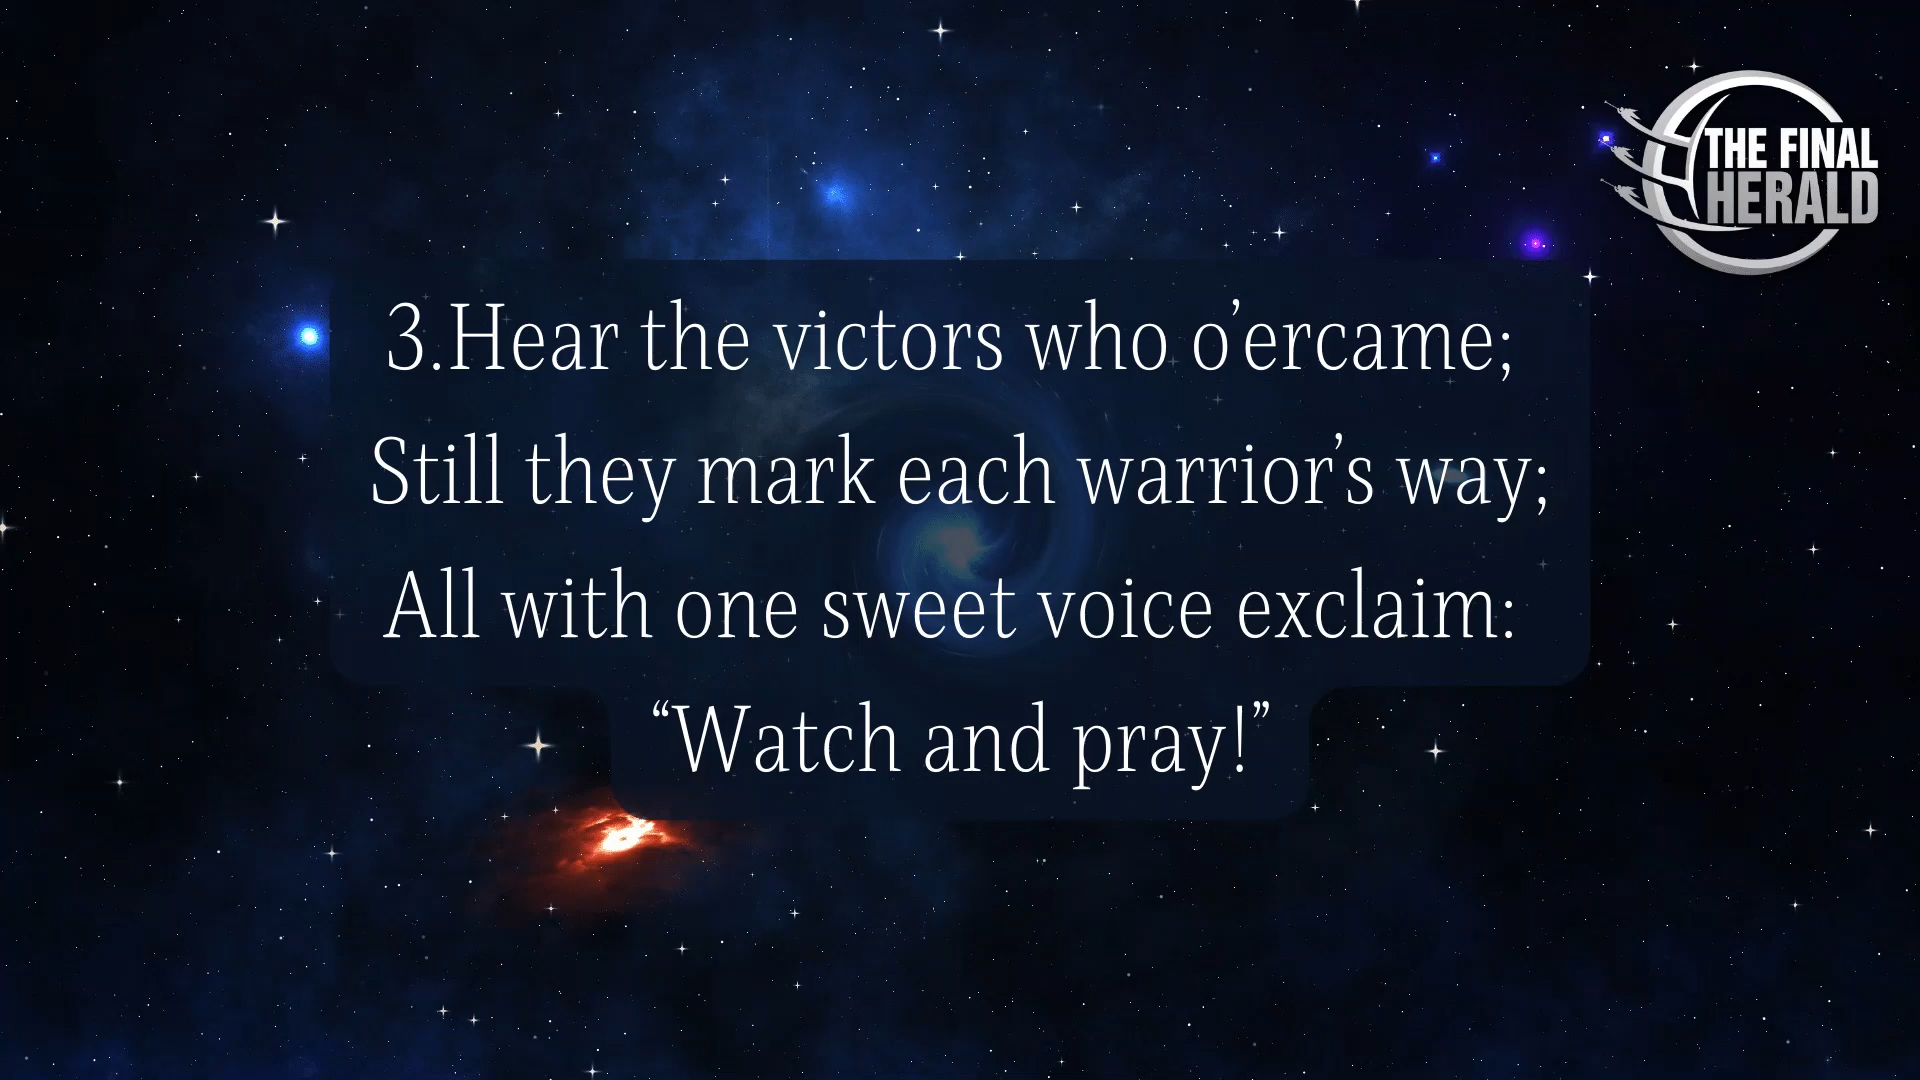 THE FINAL
HERALD
3.Hear the victors who o’ercame;
Still they mark each warrior’s way;
All with one sweet voice exclaim:
“Watch and pray!”